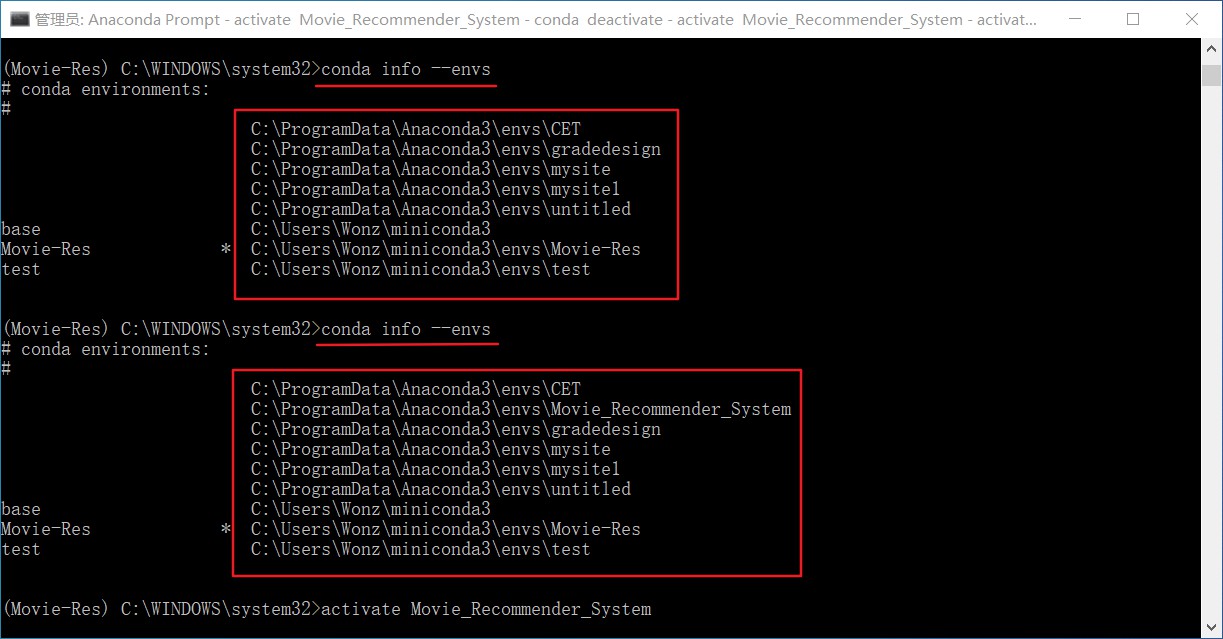 管理员: Anaconda Prompt - activate  Movie_Recommender_System - conda  deactivate - activate  Movie_Recommender_System - activat...
(Movie-Res) C:\WINDOWS\system32>conda info --envs
# conda environments:
#
C:\ProgramData\Anaconda3\envs\CET
C:\ProgramData\Anaconda3\envs\gradedesign
C:\ProgramData\Anaconda3\envs\mysite
C:\ProgramData\Anaconda3\envs\mysite1
C:\ProgramData\Anaconda3\envs\untitled
base                     C:\Users\Wonz\miniconda3
Movie-Res             *  C:\Users\Wonz\miniconda3\envs\Movie-Res
test                     C:\Users\Wonz\miniconda3\envs\test
(Movie-Res) C:\WINDOWS\system32>conda info --envs
# conda environments:
#
C:\ProgramData\Anaconda3\envs\CET
C:\ProgramData\Anaconda3\envs\Movie_Recommender_System
C:\ProgramData\Anaconda3\envs\gradedesign
C:\ProgramData\Anaconda3\envs\mysite
C:\ProgramData\Anaconda3\envs\mysite1
C:\ProgramData\Anaconda3\envs\untitled
base                     C:\Users\Wonz\miniconda3
Movie-Res             *  C:\Users\Wonz\miniconda3\envs\Movie-Res
test                     C:\Users\Wonz\miniconda3\envs\test
(Movie-Res) C:\WINDOWS\system32>activate Movie_Recommender_System